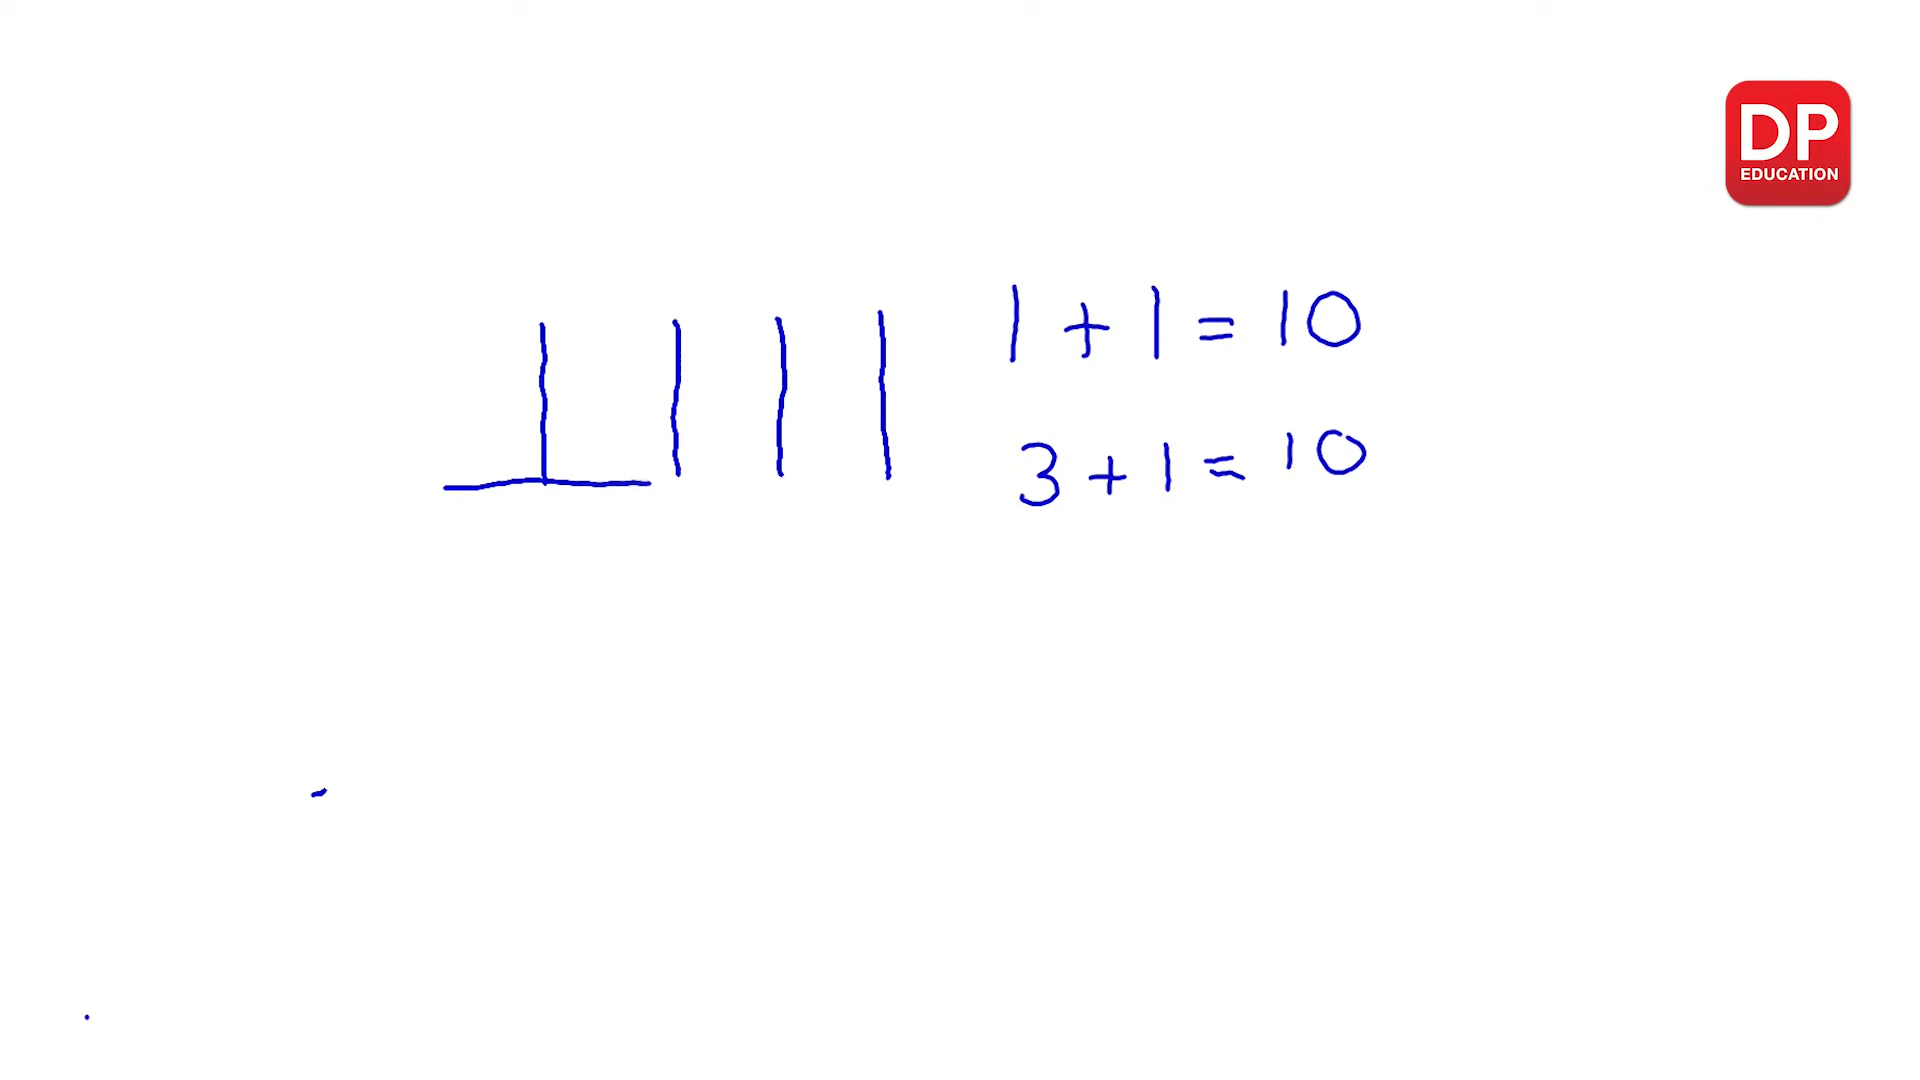 DP
EDUCATION
1 + 1 = 10
3 + 1 = 10